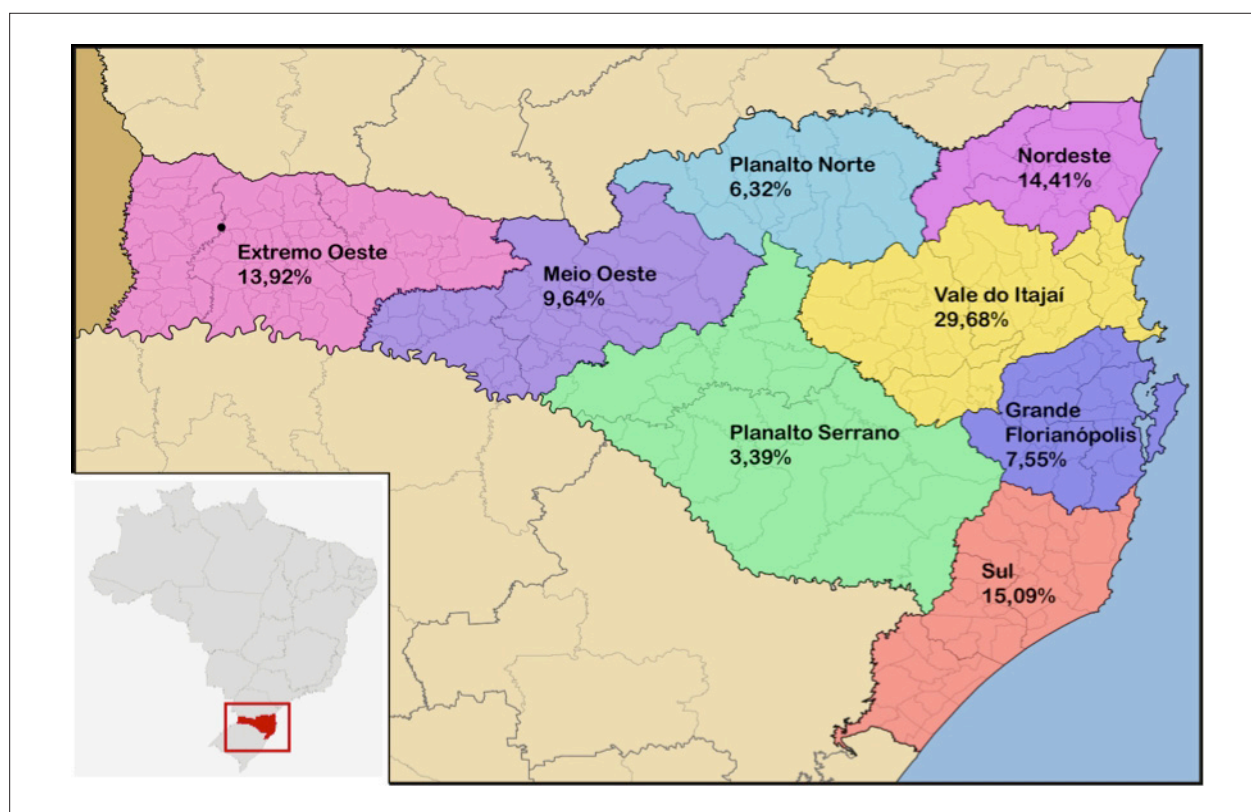 Planalto Norte
6,32%
Nordeste
14,41%
Extremo Oeste
13,92%
Meio Oeste
9,64%
Vale do Itajaí
29,68%
Planalto Serrano
3,39%
Grande
Florianópolis
7,55%
Sul
15,09%